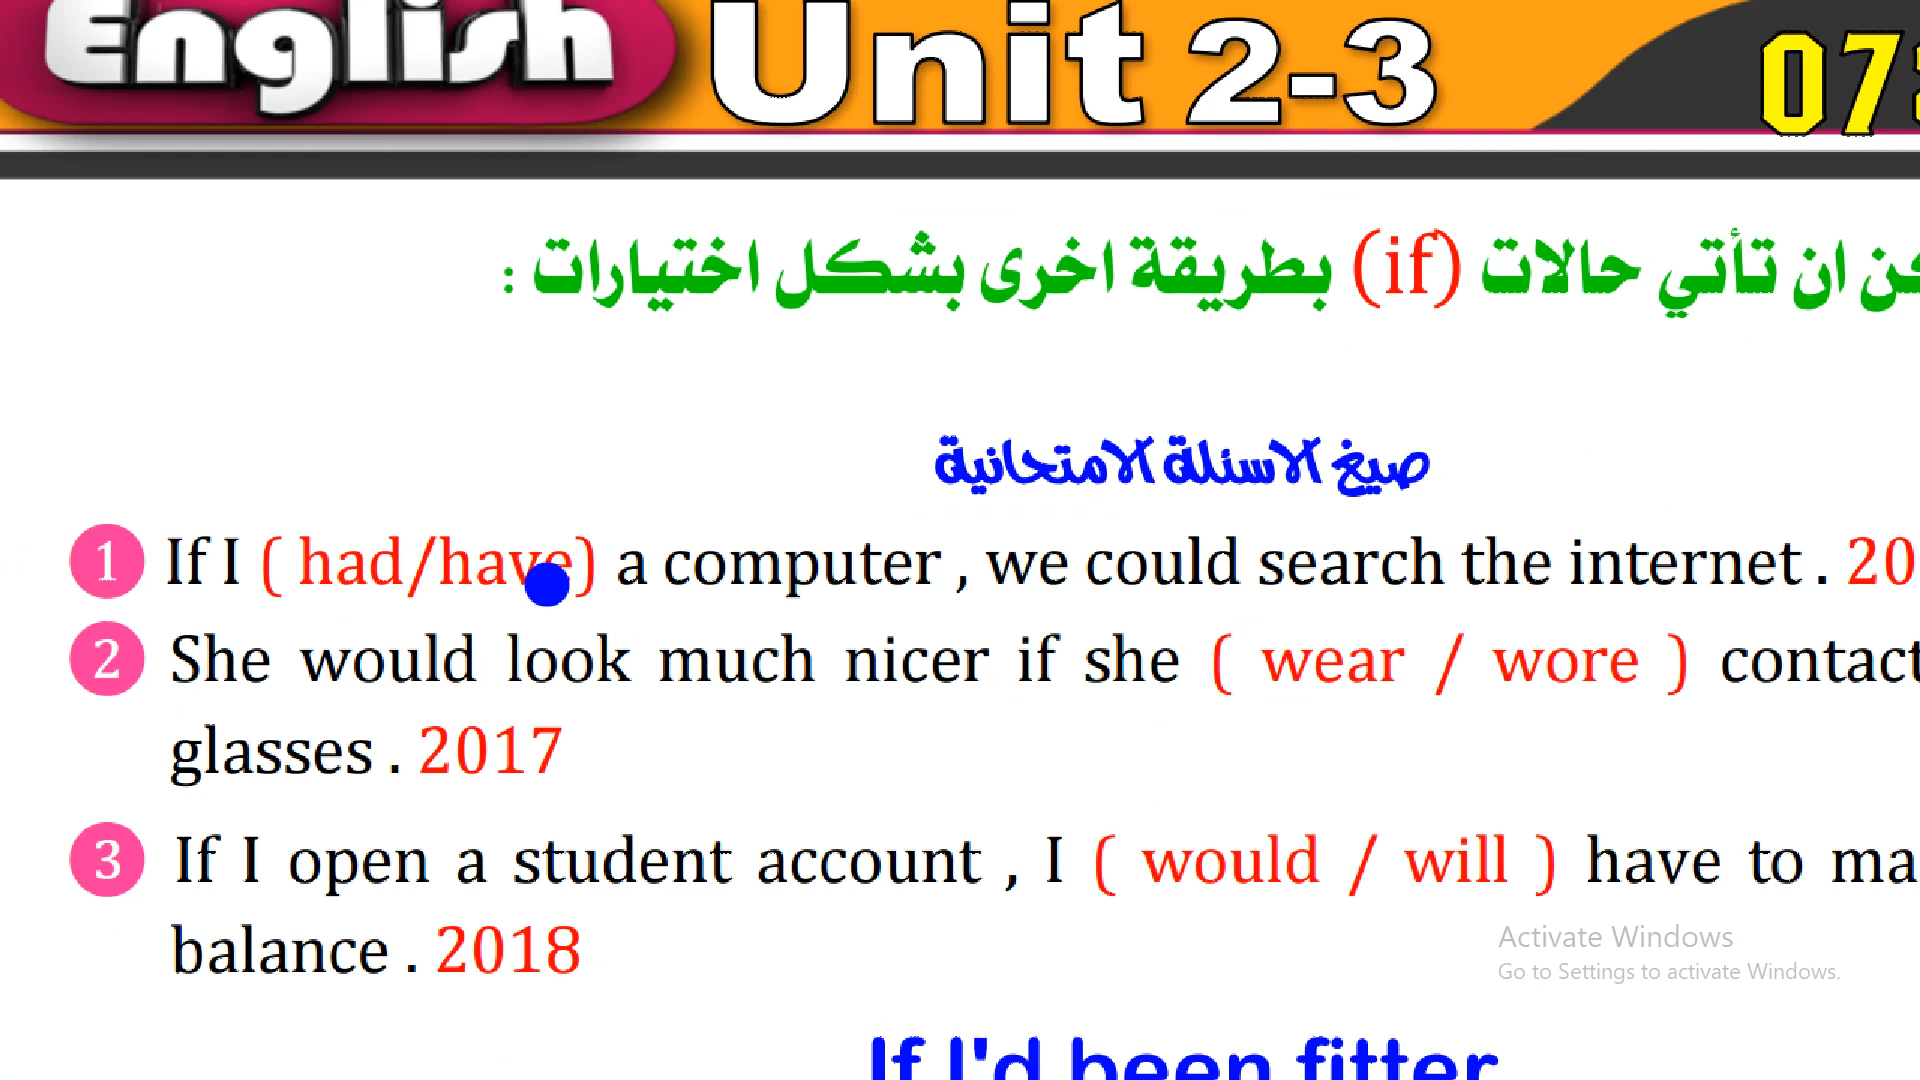 English Unit 2-3 07
ان تأتي حالات (if) بطريقة اخرى بشكل اختيارات :
صيغ الاسئلة الامتحانية
1 If I ( had/have) a computer , we could search the internet . 20
2 She would look much nicer if she ( wear / wore ) contact
glasses . 2017
3 If I open a student account , I ( would / will ) have to ma
balance . 2018
Activate Windows
Go to Settings to activate Windows.
If I'd been fitter